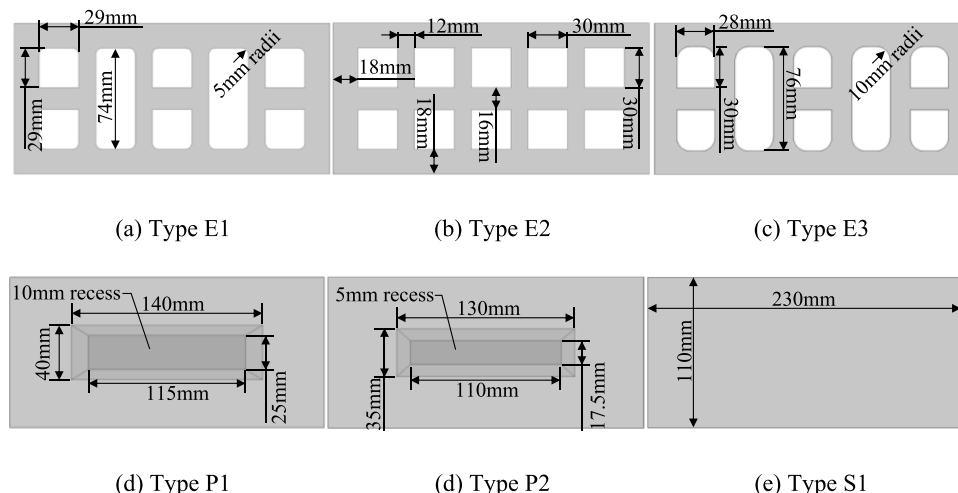 29mm
29mm
74mm
5mm radii
12mm
30mm
18mm
18mm
16mm
30mm
28mm
30mm
76mm
10mm radii
(a) Type E1
(b) Type E2
(c) Type E3
10mm recess
140mm
40mm
115mm
25mm
5mm recess
130mm
35mm
110mm
17.5mm
230mm
110mm
(d) Type P1
(d) Type P2
(e) Type S1